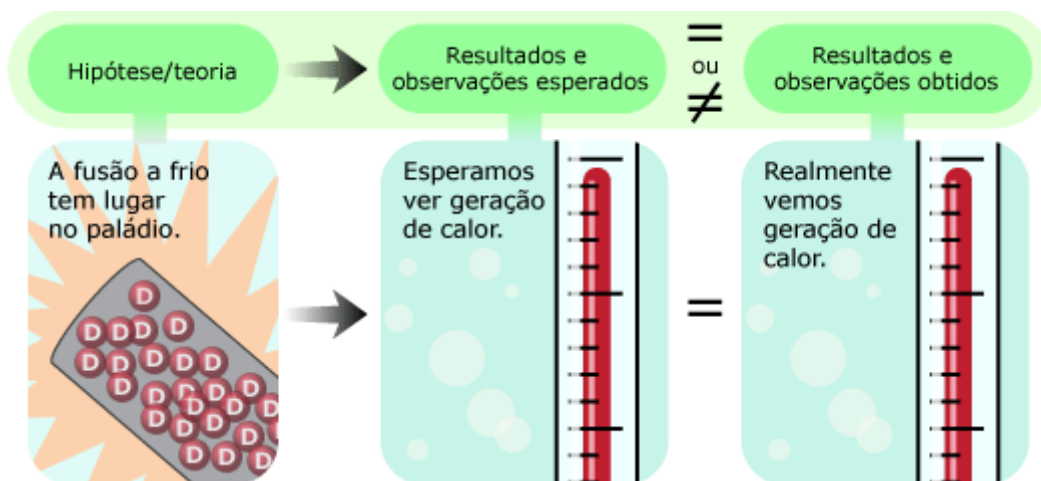 Hipótese/teoria
Resultados e
observações esperados
=
ou
≠
Resultados e
observações obtidos
A fusão a frio
tem lugar
no paládio.
D D D D D D D D D D D D D D D D D D D D D D D D D
Esperamos
ver geração
de calor.
=
Realmente
vemos
geração de
calor.